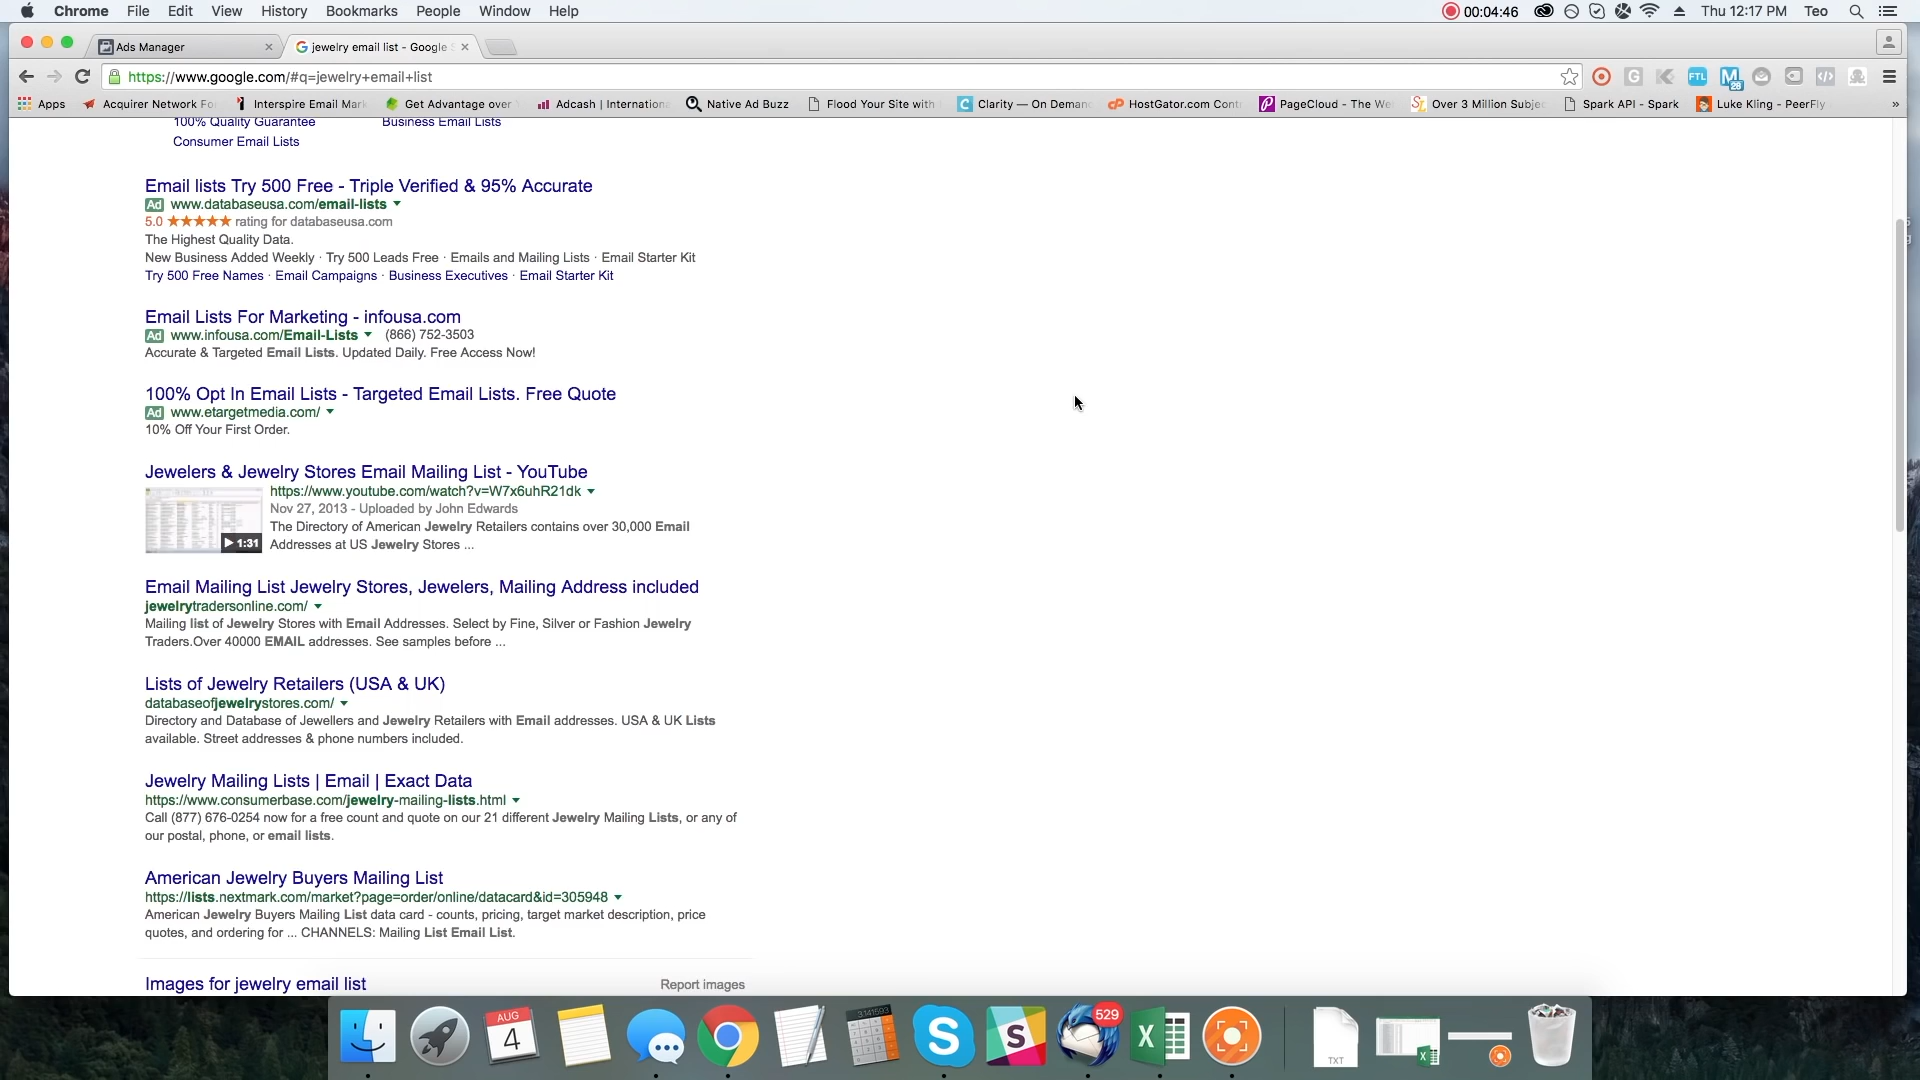 Chrome File Edit View History Bookmarks People Window Help 00:04:46 Thu 12:17 PM Teo
Ads Manager jewelry email list - Google S
https://www.google.com/#q=jewelry+email+list FTL
Apps Acquirer Network Fo Interspire Email Mark Get Advantage over Adcash | Internationa Native Ad Buzz Flood Your Site with Clarity — On Deman HostGator.com Cont PageCloud - The We Over 3 Million Subje Spark API - Spark Luke Kling - PeerFly »
100% Quality Guarantee Business Email Lists
Consumer Email Lists
Email lists Try 500 Free - Triple Verified & 95% Accurate
Ad www.databaseusa.com/email-lists
5.0 ★★★★★ rating for databaseusa.com
The Highest Quality Data.
New Business Added Weekly · Try 500 Leads Free · Emails and Mailing Lists · Email Starter Kit
Try 500 Free Names · Email Campaigns · Business Executives · Email Starter Kit
Email Lists For Marketing - infousa.com
Ad www.infousa.com/Email-Lists (866) 752-3503
Accurate & Targeted Email Lists. Updated Daily. Free Access Now!
100% Opt In Email Lists - Targeted Email Lists. Free Quote
Ad www.etargetmedia.com/
10% Off Your First Order.
Jewelers & Jewelry Stores Email Mailing List - YouTube
https://www.youtube.com/watch?v=W7x6uhR21dk
Nov 27, 2013 - Uploaded by John Edwards
The Directory of American Jewelry Retailers contains over 30,000 Email
1:31 Addresses at US Jewelry Stores ...
Email Mailing List Jewelry Stores, Jewelers, Mailing Address included
jewelrytradersonline.com/
Mailing list of Jewelry Stores with Email Addresses. Select by Fine, Silver or Fashion Jewelry
Traders.Over 40000 EMAIL addresses. See samples before ...
Lists of Jewelry Retailers (USA & UK)
databaseofjewelrystores.com/
Directory and Database of Jewellers and Jewelry Retailers with Email addresses. USA & UK Lists
available. Street addresses & phone numbers included.
Jewelry Mailing Lists | Email | Exact Data
https://www.consumerbase.com/jewelry-mailing-lists.html
Call (877) 676-0254 now for a free count and quote on our 21 different Jewelry Mailing Lists, or any of
our postal, phone, or email lists.
American Jewelry Buyers Mailing List
https://lists.nextmark.com/market?page=order/online/datacard&id=305948
American Jewelry Buyers Mailing List data card - counts, pricing, target market description, price
quotes, and ordering for ... CHANNELS: Mailing List Email List.
Images for jewelry email list Report images
AUG
4
3.141593
529
TXT